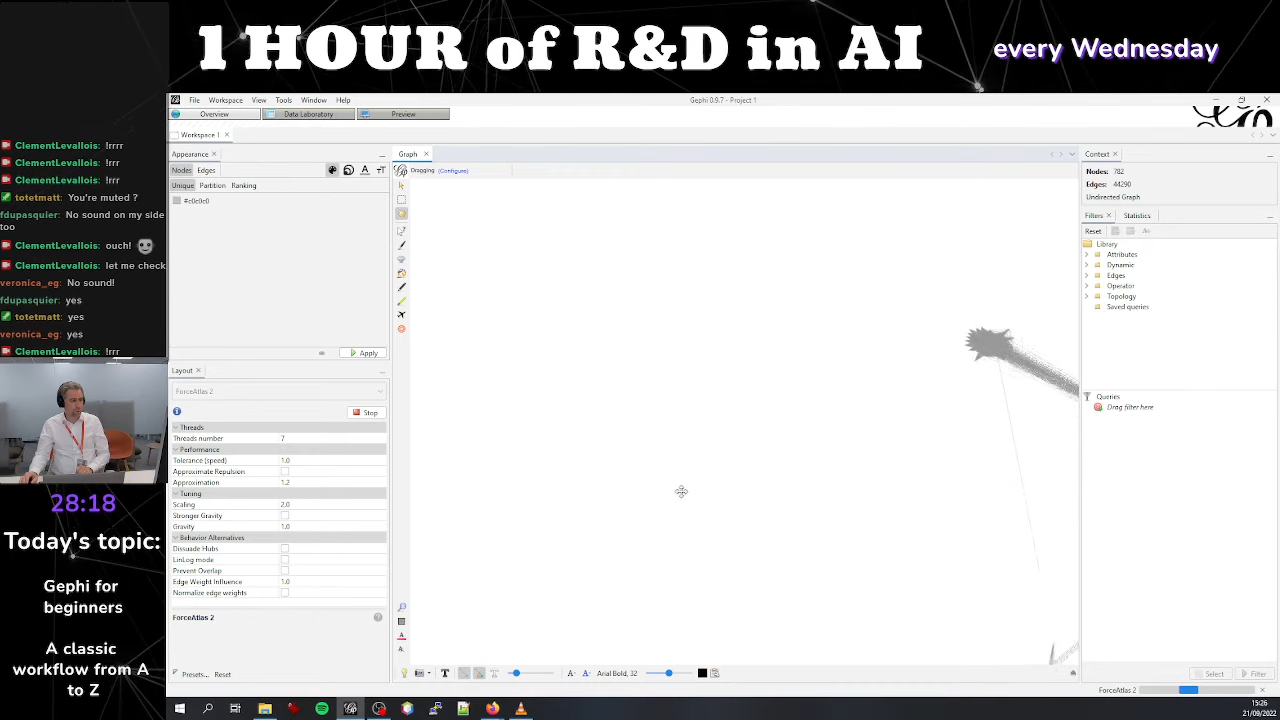 1 HOUR of R&D in AI
every Wednesday
ClementLevallois: !rrrr
ClementLevallois: !rrr
ClementLevallois: !rrr
totetmatt: You're muted ?
fdupasquier: No sound on my side
too
ClementLevallois: ouch!
ClementLevallois: let me check
veronica_eg: No sound!
fdupasquier: yes
totetmatt: yes
veronica_eg: yes
ClementLevallois: !rrr
28:18
Today's topic:
Gephi for
beginners
A classic
workflow from A
to Z
File Workspace View Tools Window Help
Gephi 0.9.7 - Project 1
Overview
Data Laboratory
Preview
Workspace 1
Appearance
Nodes Edges
Unique Partition Ranking
#c0c0c0
Apply
Layout
ForceAtlas 2
Stop
Threads
Threads number 7
Performance
Tolerance (speed) 1.0
Approximate Repulsion
Approximation 1.2
Tuning
Scaling 2.0
Stronger Gravity
Gravity 1.0
Behavior Alternatives
Dissuade Hubs
LinLog mode
Prevent Overlap
Edge Weight Influence 1.0
Normalize edge weights
ForceAtlas 2
Presets... Reset
Graph
Dragging (Configure)
Arial Bold, 32
Context
Nodes: 782
Edges: 44290
Undirected Graph
Filters Statistics
Reset
Library
Attributes
Dynamic
Edges
Operator
Topology
Saved queries
Queries
Drag filter here
Select Filter
ForceAtlas 2
15:26
21/09/2022